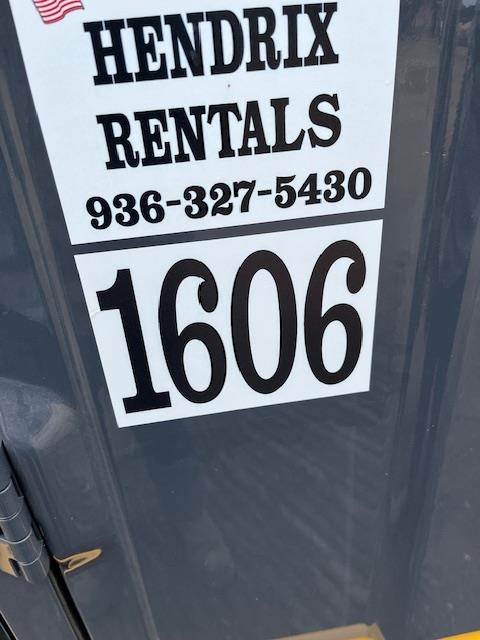 HENDRIX
RENTALS
936-327-5430
1606